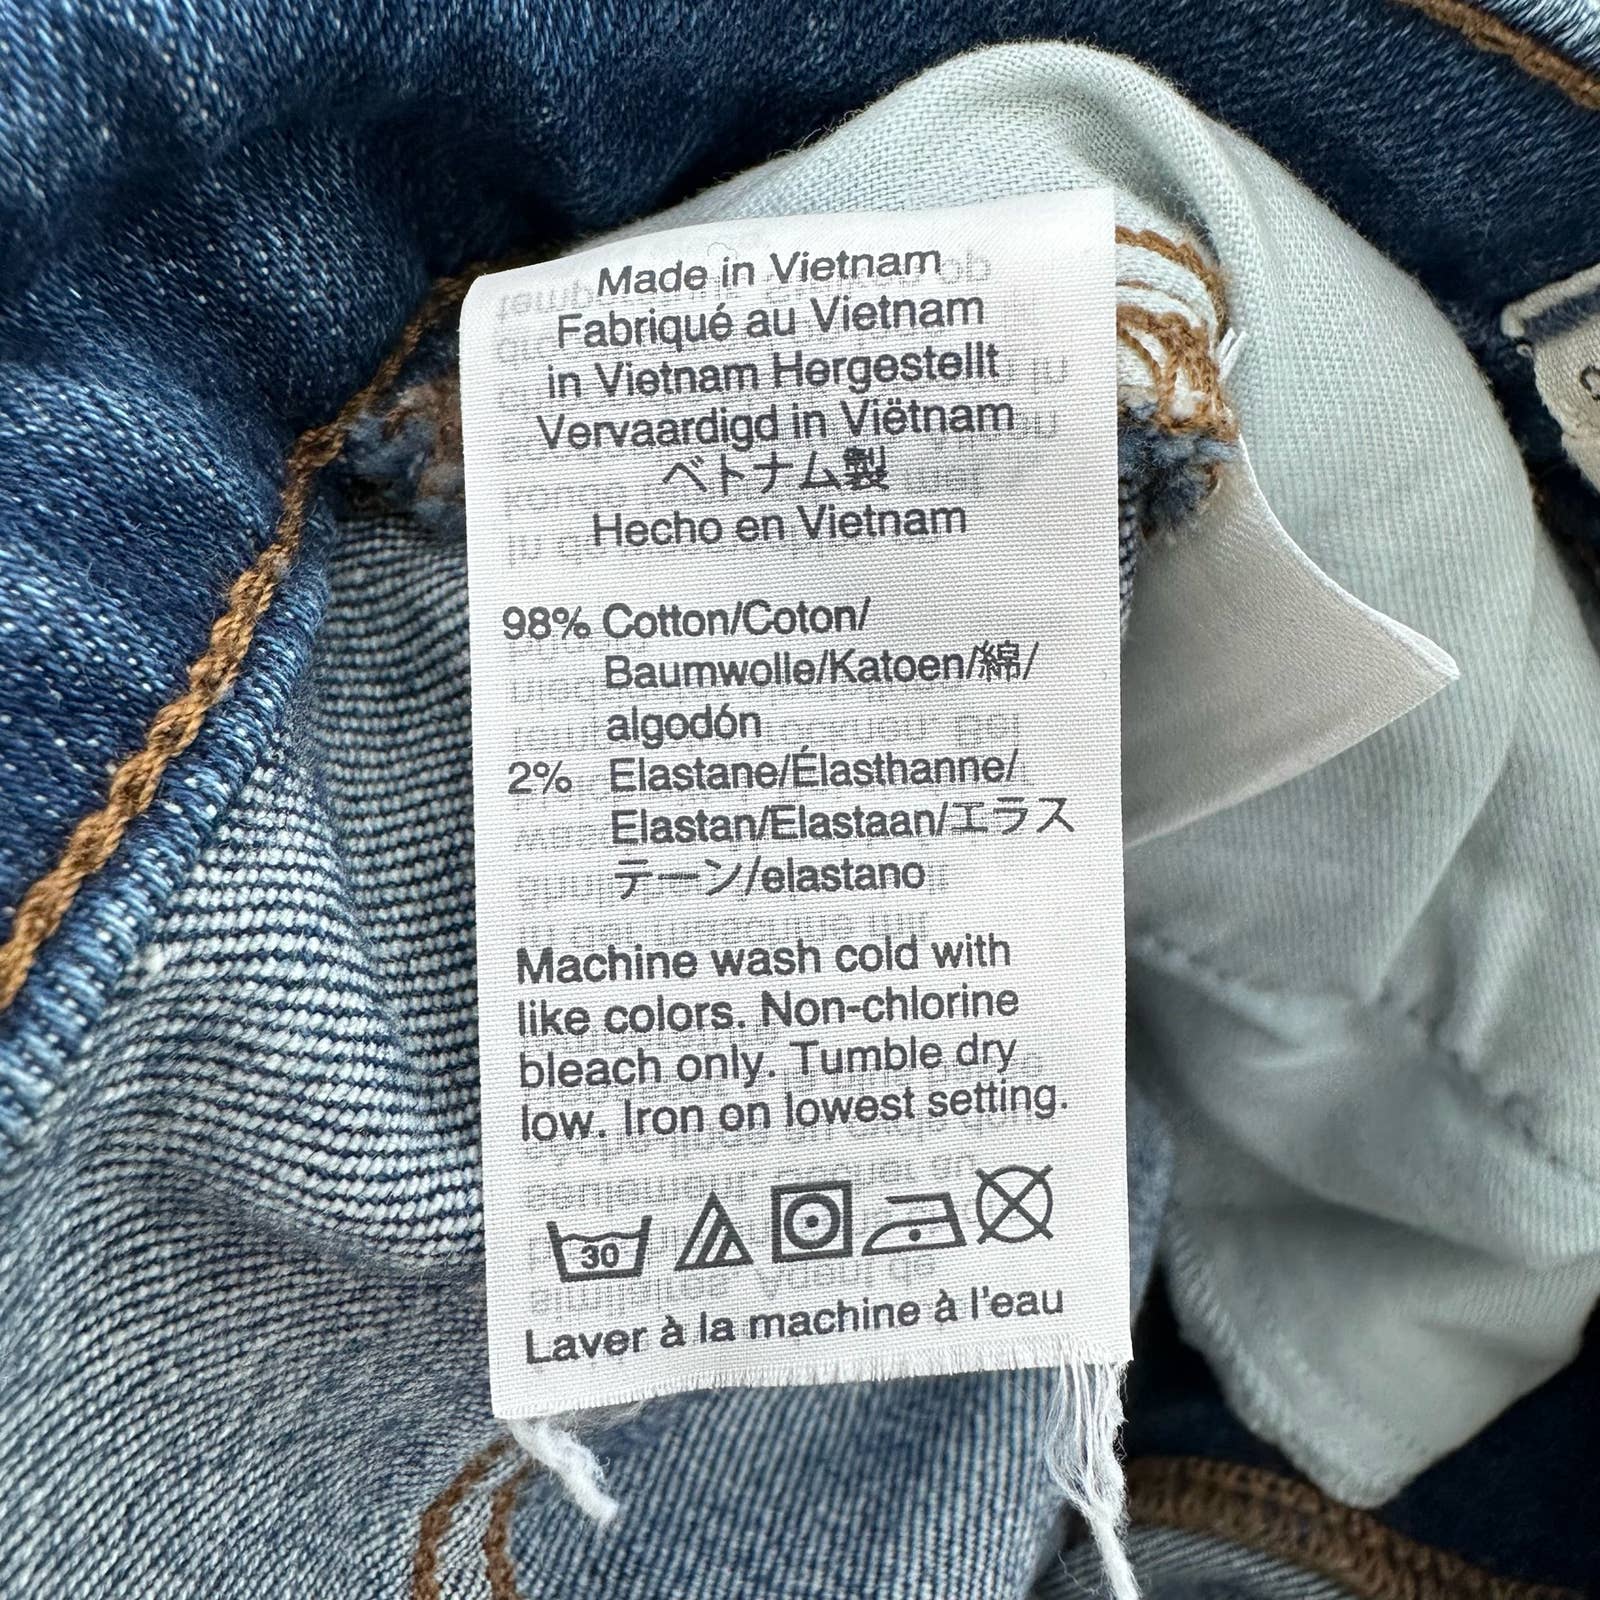 Made in Vietnam
Fabriqué au Vietnam
in Vietnam Hergestellt
Vervaardigd in Viëtnam
ベトナム製
Hecho en Vietnam
98% Cotton/Coton/
Baumwolle/Katoen/綿/
algodón
2% Elastane/Élasthanne/
Elastan/Elastaan/エラス
テーン/elastano
Machine wash cold with
like colors. Non-chlorine
bleach only. Tumble dry
low. Iron on lowest setting.
30
Laver à la machine à l'eau